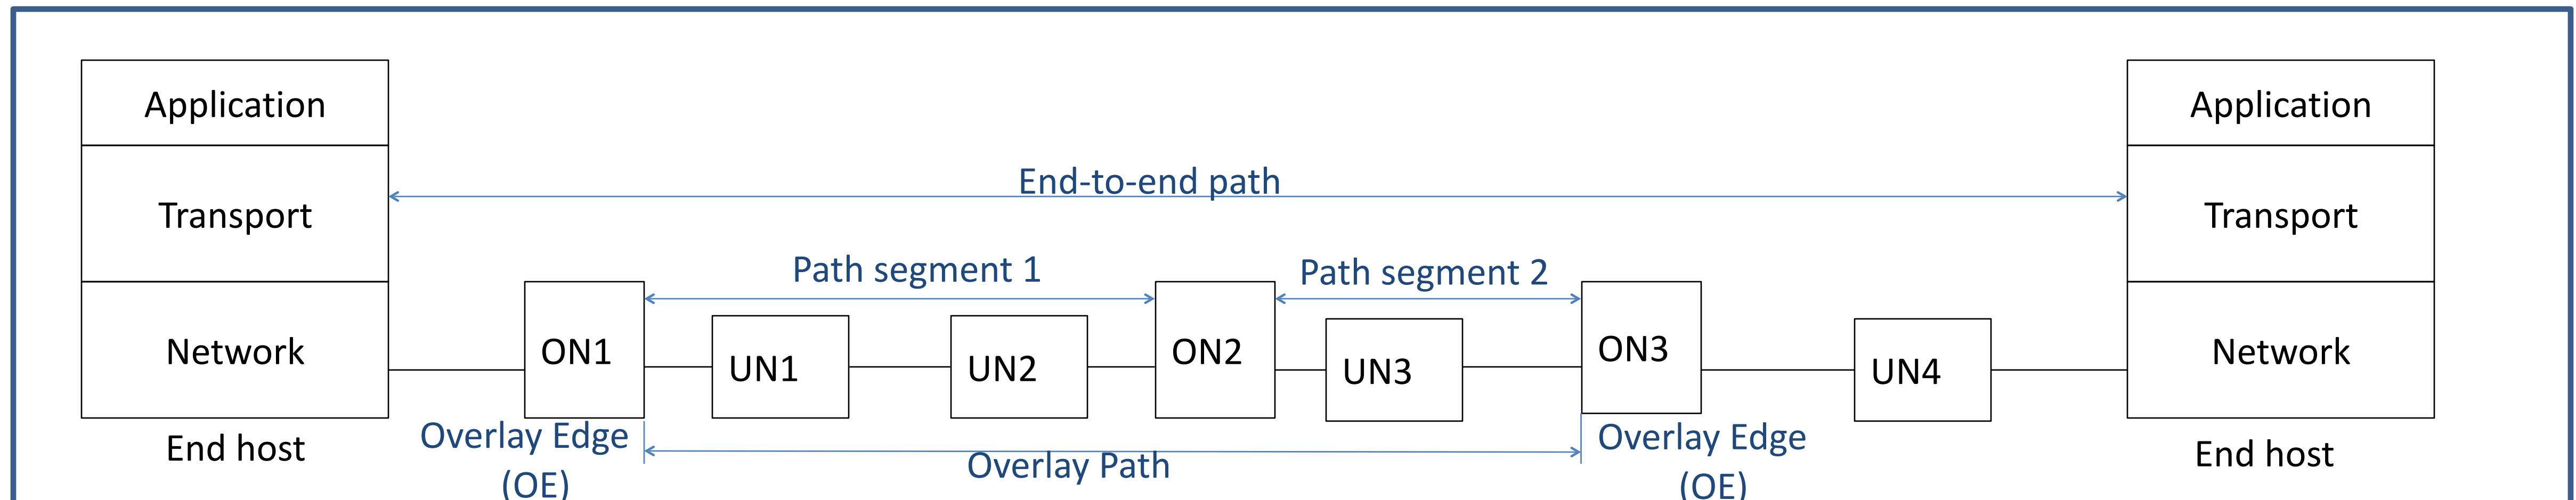 Application
Application
End-to-end path
Transport
Transport
Path segment 1
Path segment 2
Network
ON1
UN1
UN2
ON2
UN3
ON3
UN4
Network
End host
Overlay Edge
(OE)
Overlay Path
Overlay Edge
(OE)
End host